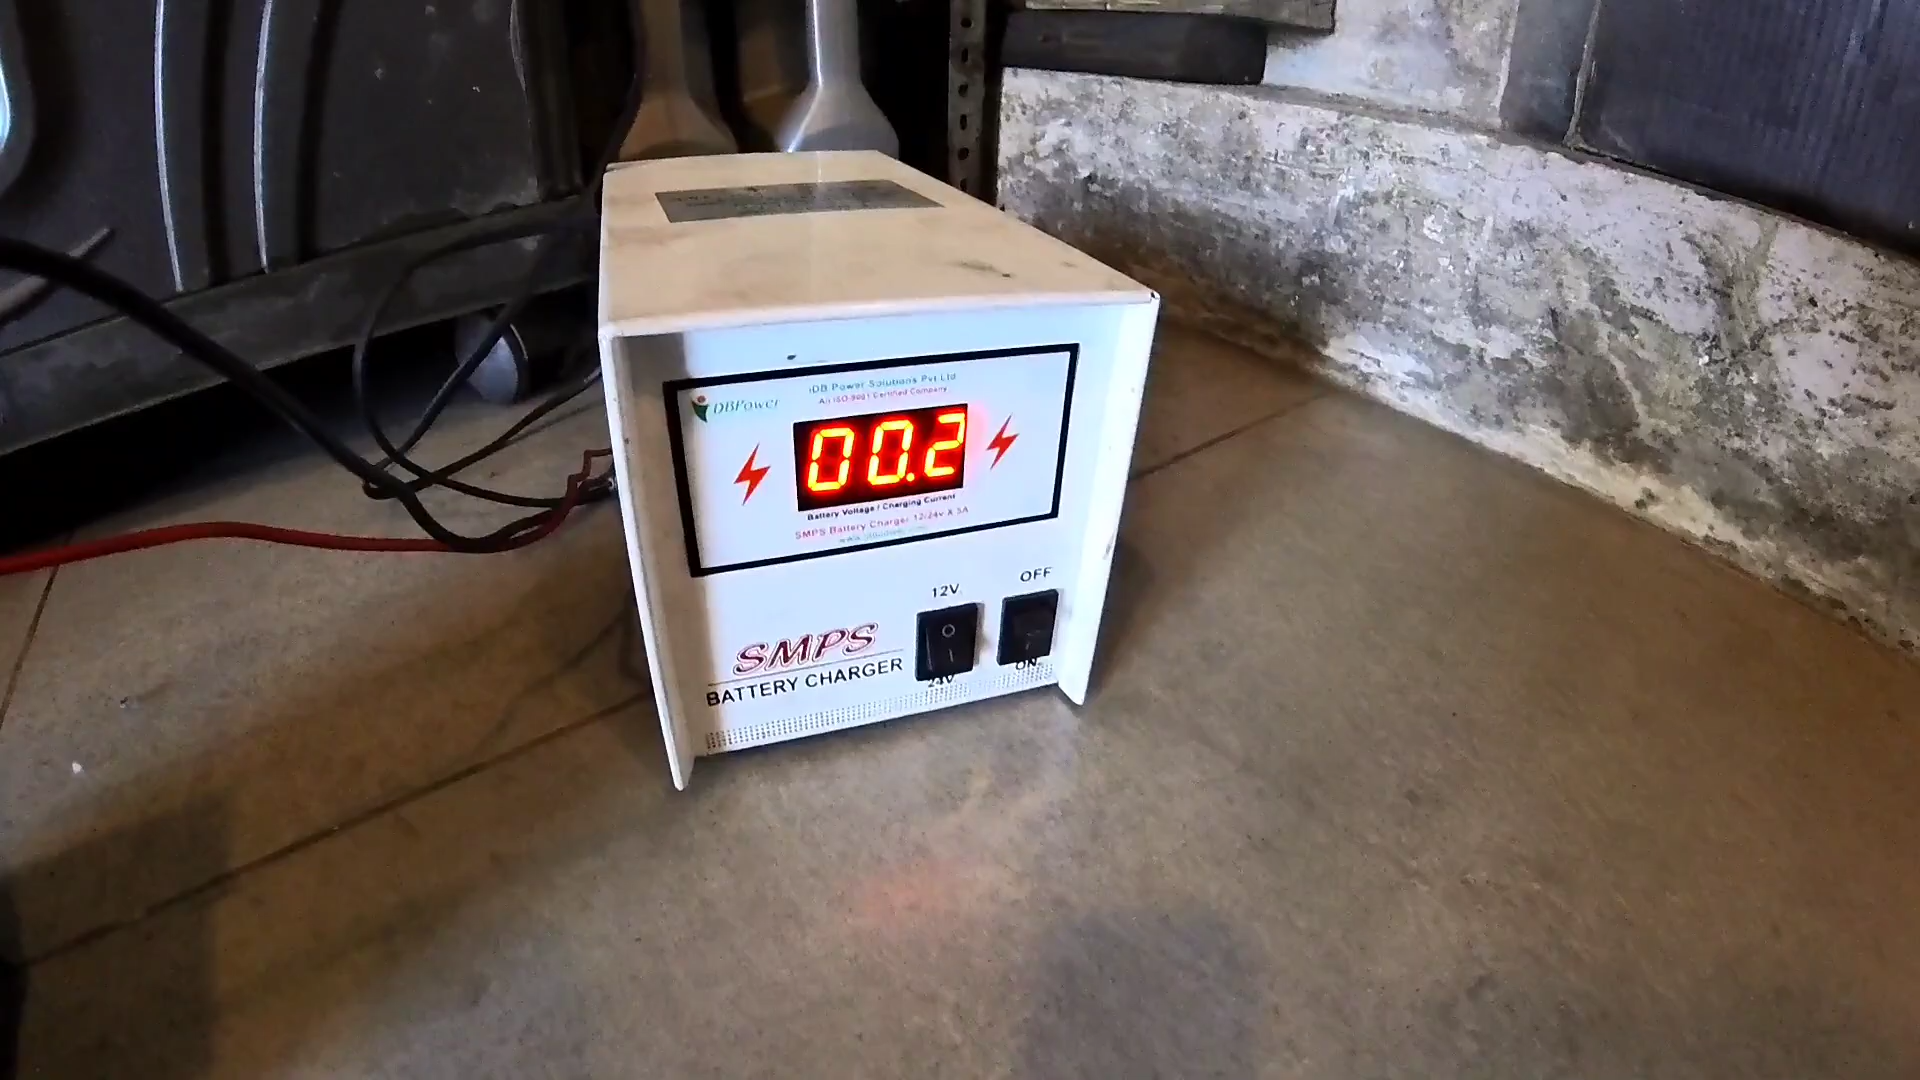 iDB Power Solutions Pvt Ltd
An ISO 9001 Certified Company
DBPower
00.2
Battery Voltage / Charging Current
SMPS Battery Charger 12/24v X 5A
12V
OFF
O
I
24V
ON
SMPS
BATTERY CHARGER